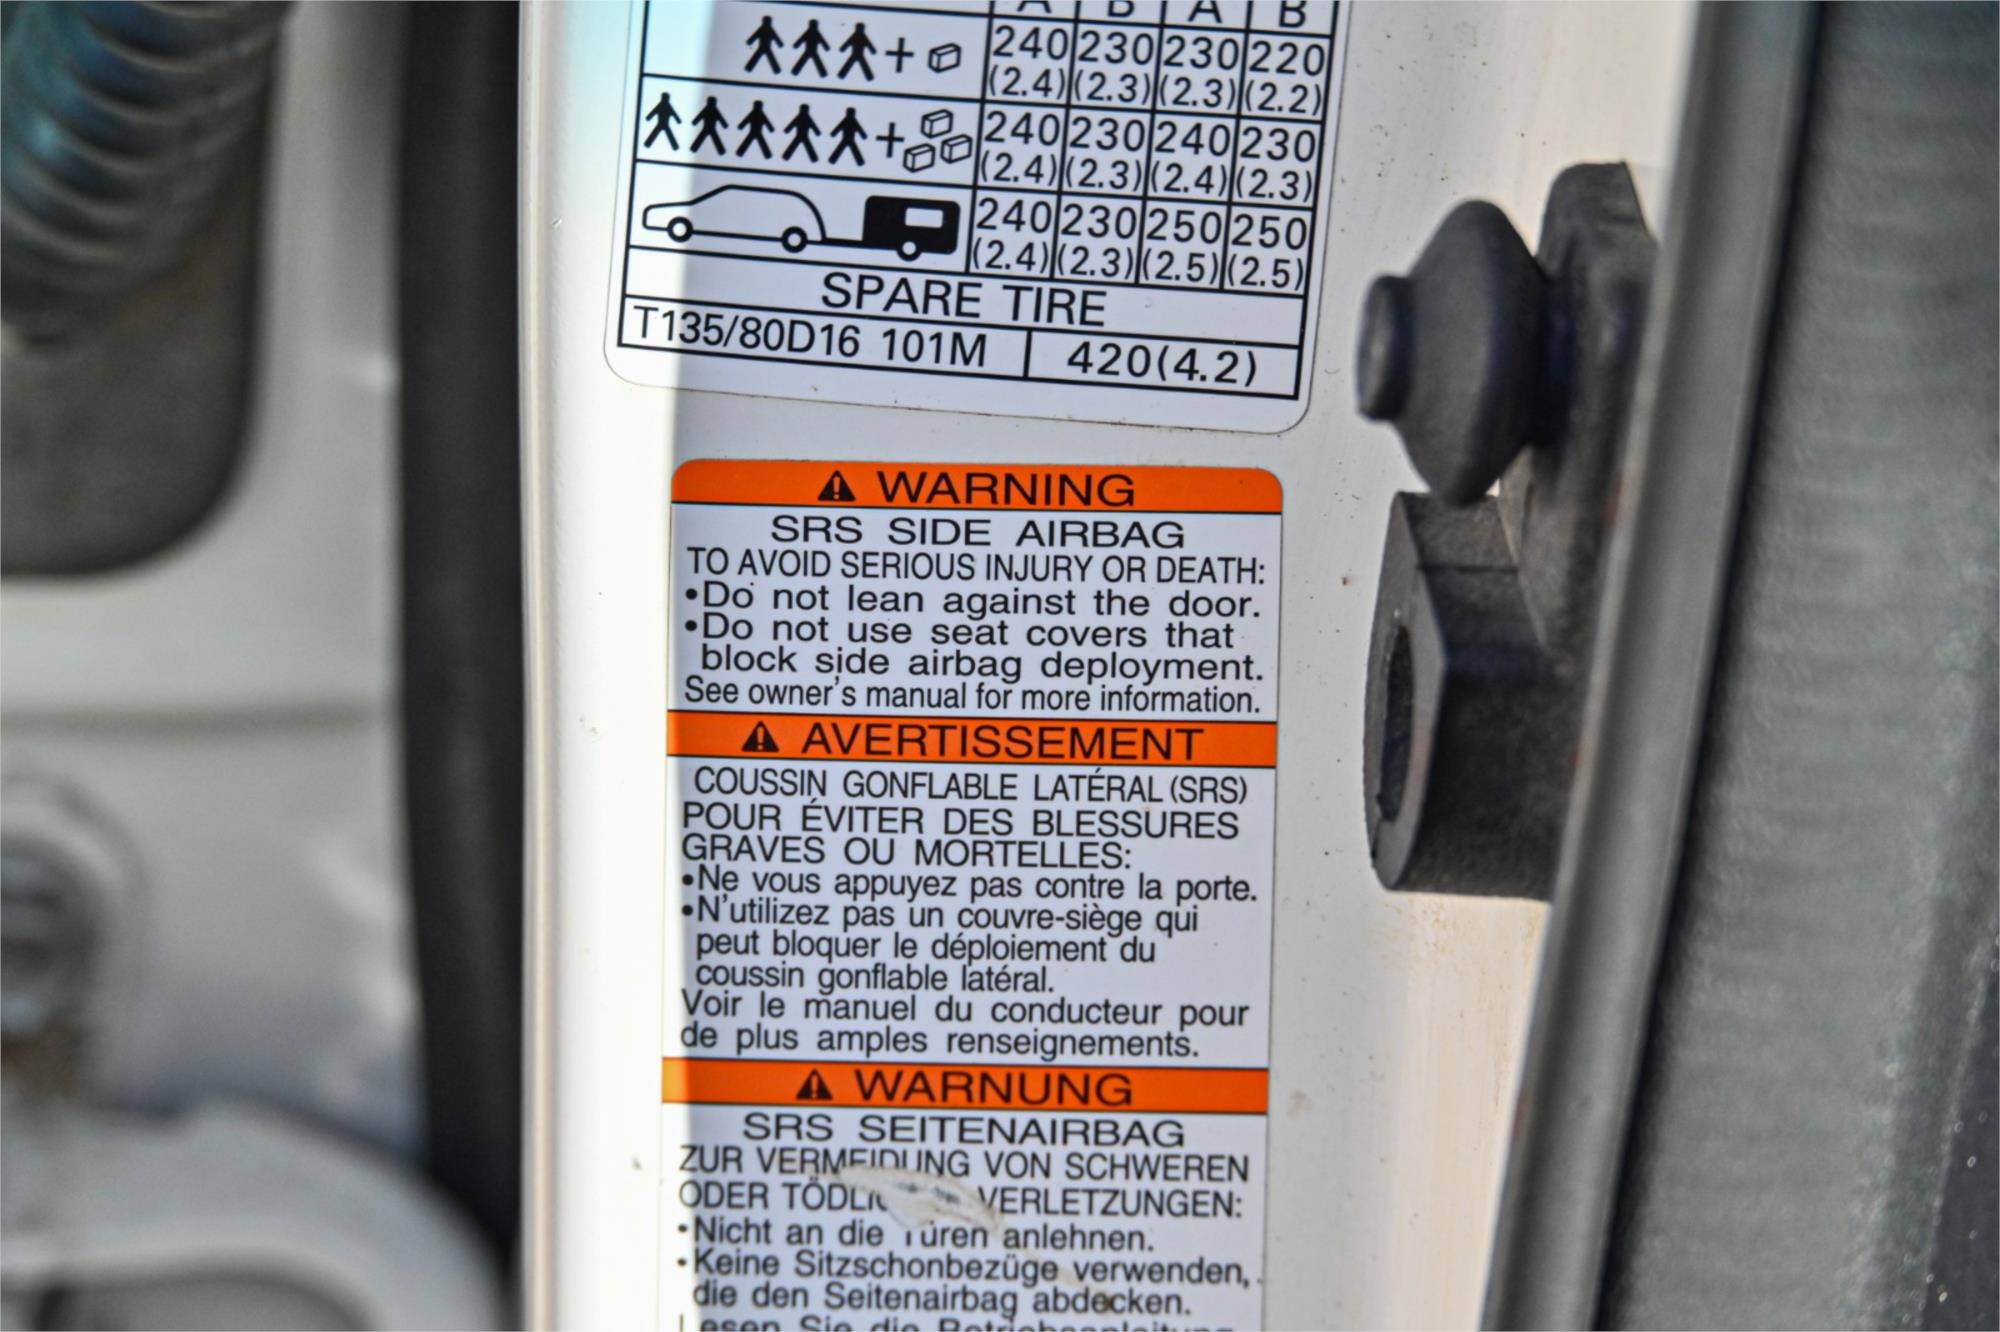 A B A B
+ 240 230 230 220
(2.4) (2.3) (2.3) (2.2)
+ 240 230 240 230
(2.4) (2.3) (2.4) (2.3)
240 230 250 250
(2.4) (2.3) (2.5) (2.5)
SPARE TIRE
T135/80D16 101M 420(4.2)
WARNING
SRS SIDE AIRBAG
TO AVOID SERIOUS INJURY OR DEATH:
•Do not lean against the door.
•Do not use seat covers that
block side airbag deployment.
See owner's manual for more information.
AVERTISSEMENT
COUSSIN GONFLABLE LATÉRAL (SRS)
POUR ÉVITER DES BLESSURES
GRAVES OU MORTELLES:
•Ne vous appuyez pas contre la porte.
•N'utilizez pas un couvre-siège qui
peut bloquer le déploiement du
coussin gonflable latéral.
Voir le manuel du conducteur pour
de plus amples renseignements.
WARNUNG
SRS SEITENAIRBAG
ZUR VERMEIDUNG VON SCHWEREN
ODER VERLETZUNGEN:
•Nicht an die Türen anlehnen.
•Keine Sitzschonbezüge verwenden,
die den Seitenairbag abdecken.
Lesen Sie die Betriebsanleitung